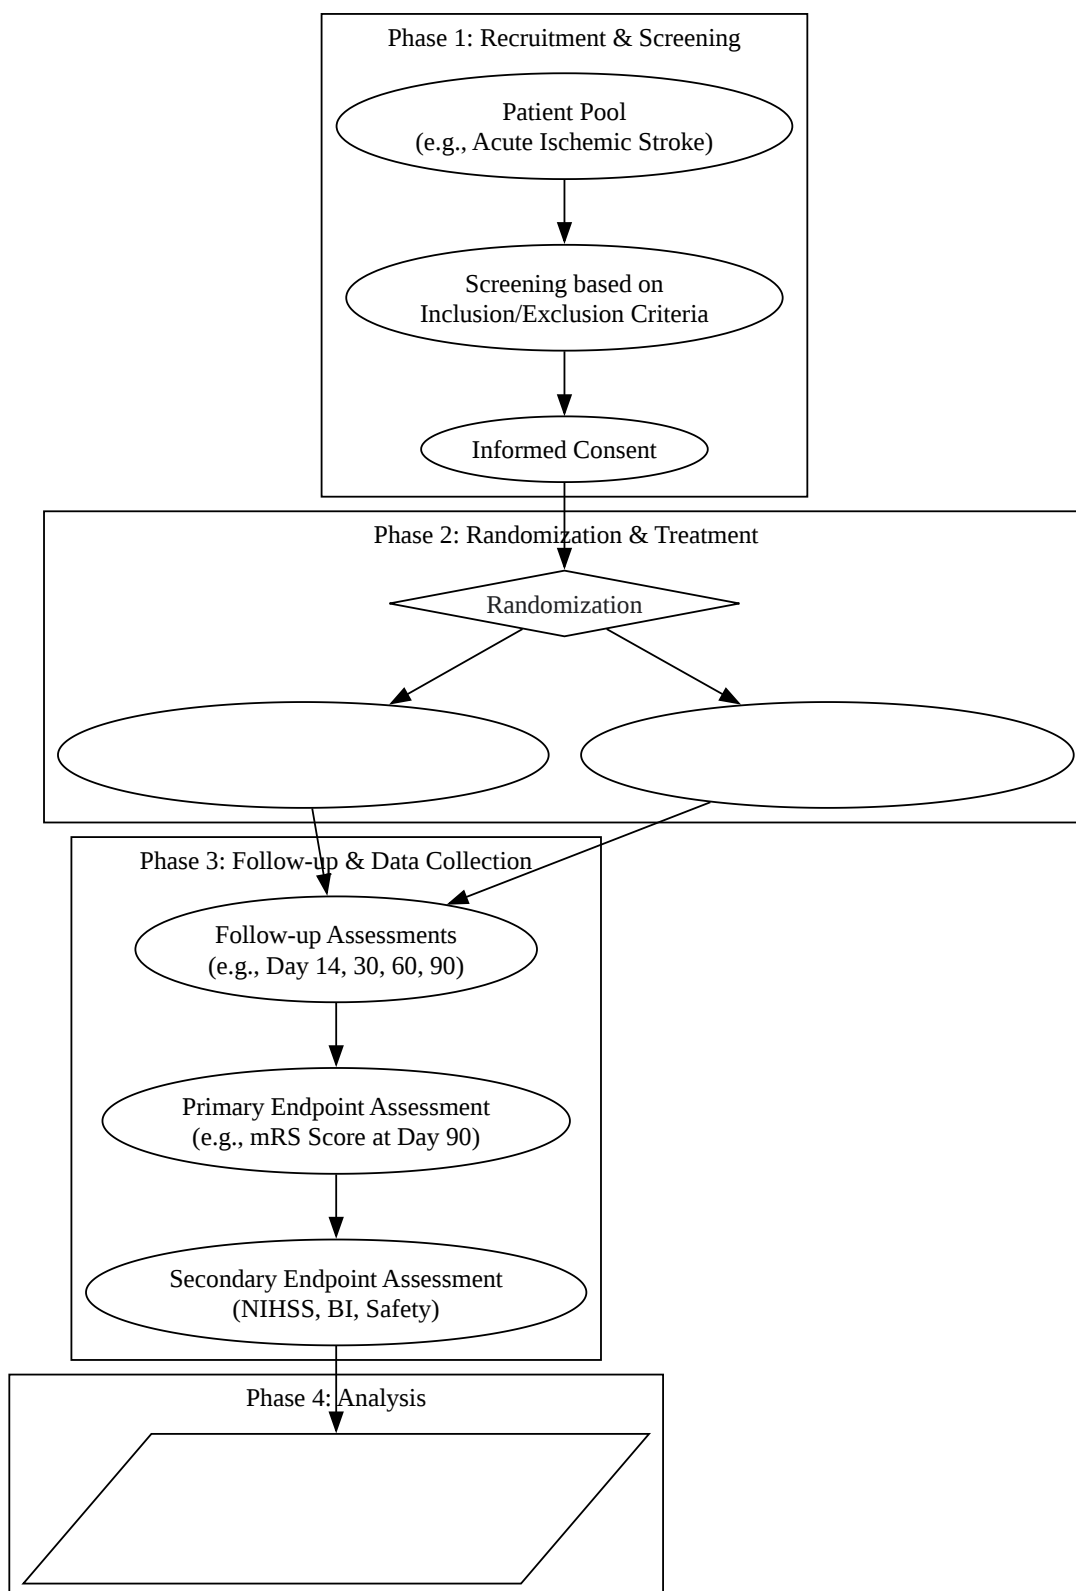 Phase 1: Recruitment & Screening
Patient Pool
(e.g., Acute Ischemic Stroke)
Screening based on
Inclusion/Exclusion Criteria
Informed Consent
Phase 2: Randomization & Treatment
Randomization
Phase 3: Follow-up & Data Collection
Follow-up Assessments
(e.g., Day 14, 30, 60, 90)
Primary Endpoint Assessment
(e.g., mRS Score at Day 90)
Secondary Endpoint Assessment
(NIHSS, BI, Safety)
Phase 4: Analysis